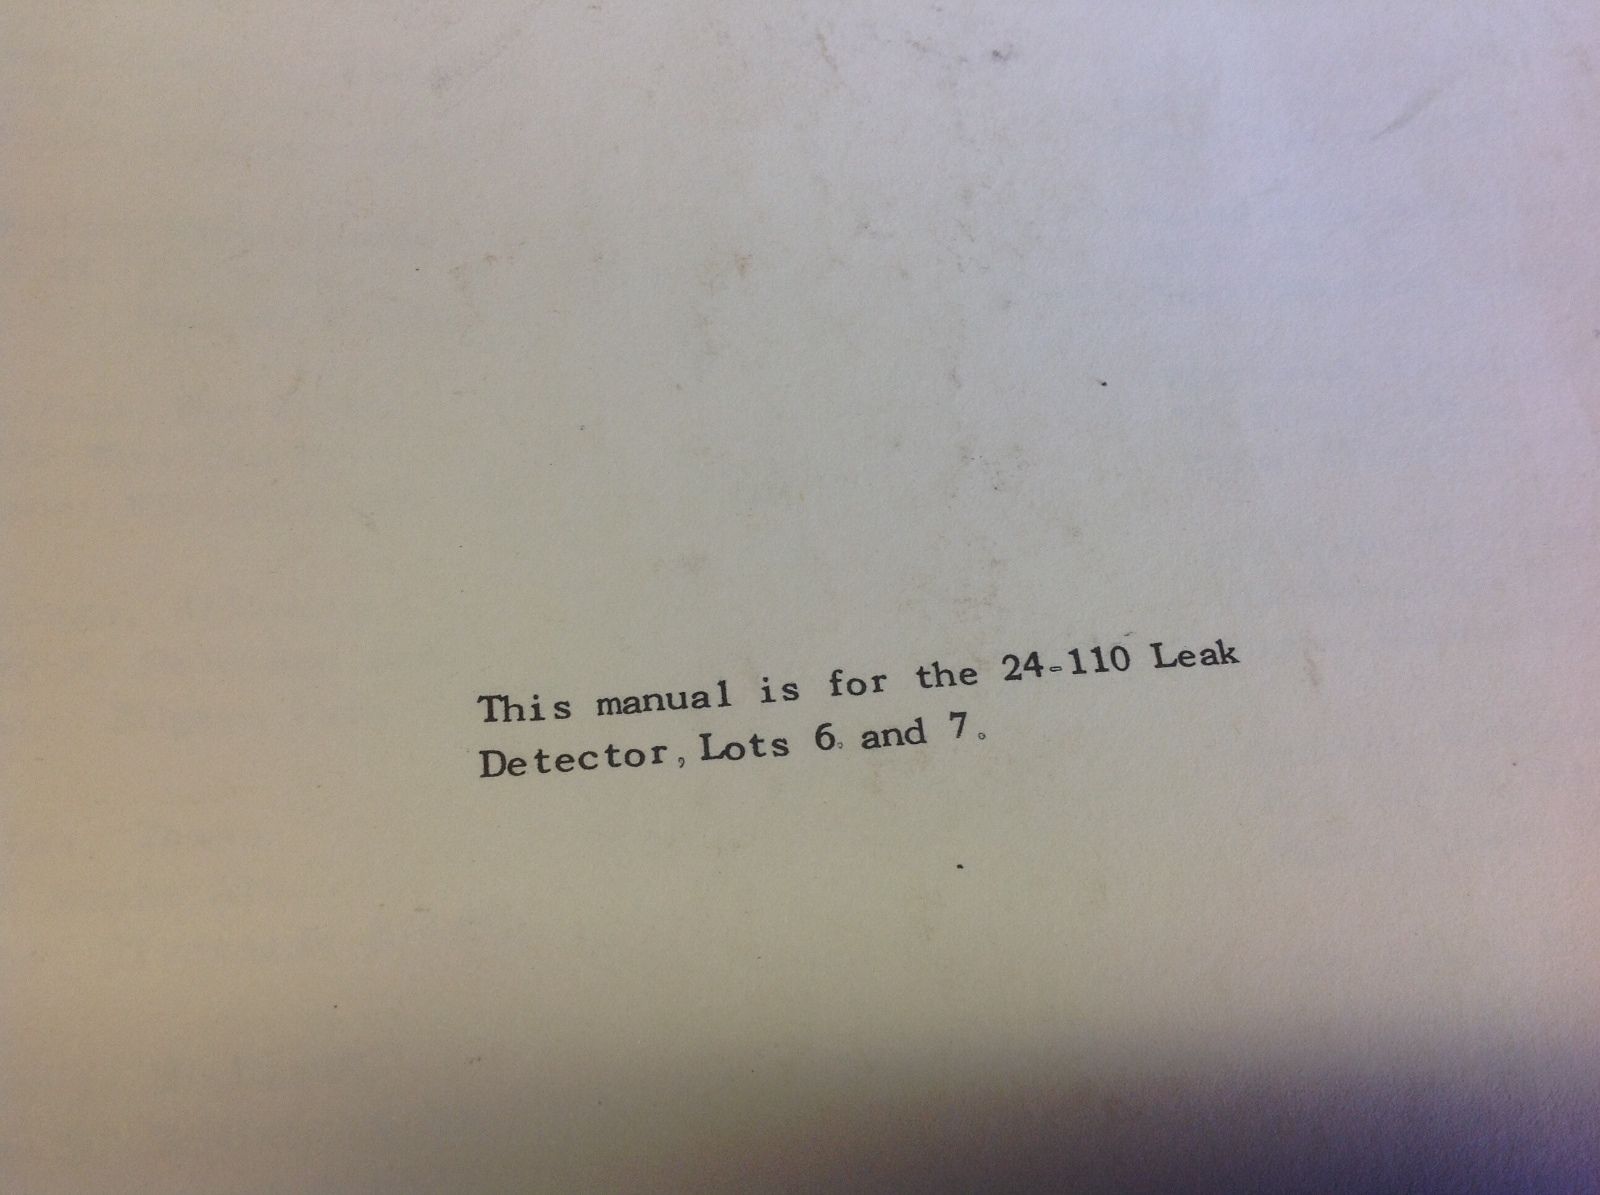 This manual is for the 24-110 Leak
Detector, Lots 6. and 7.